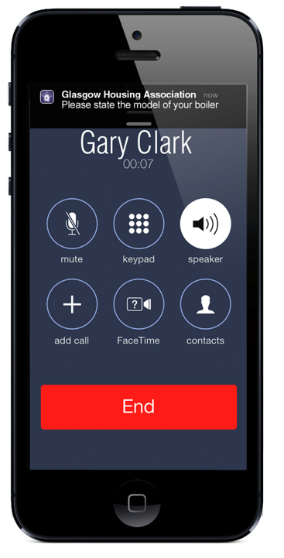 Glasgow Housing Association now
Please state the model of your boiler
Gary Clark
00:07
mute keypad speaker
?
add call FaceTime contacts
End